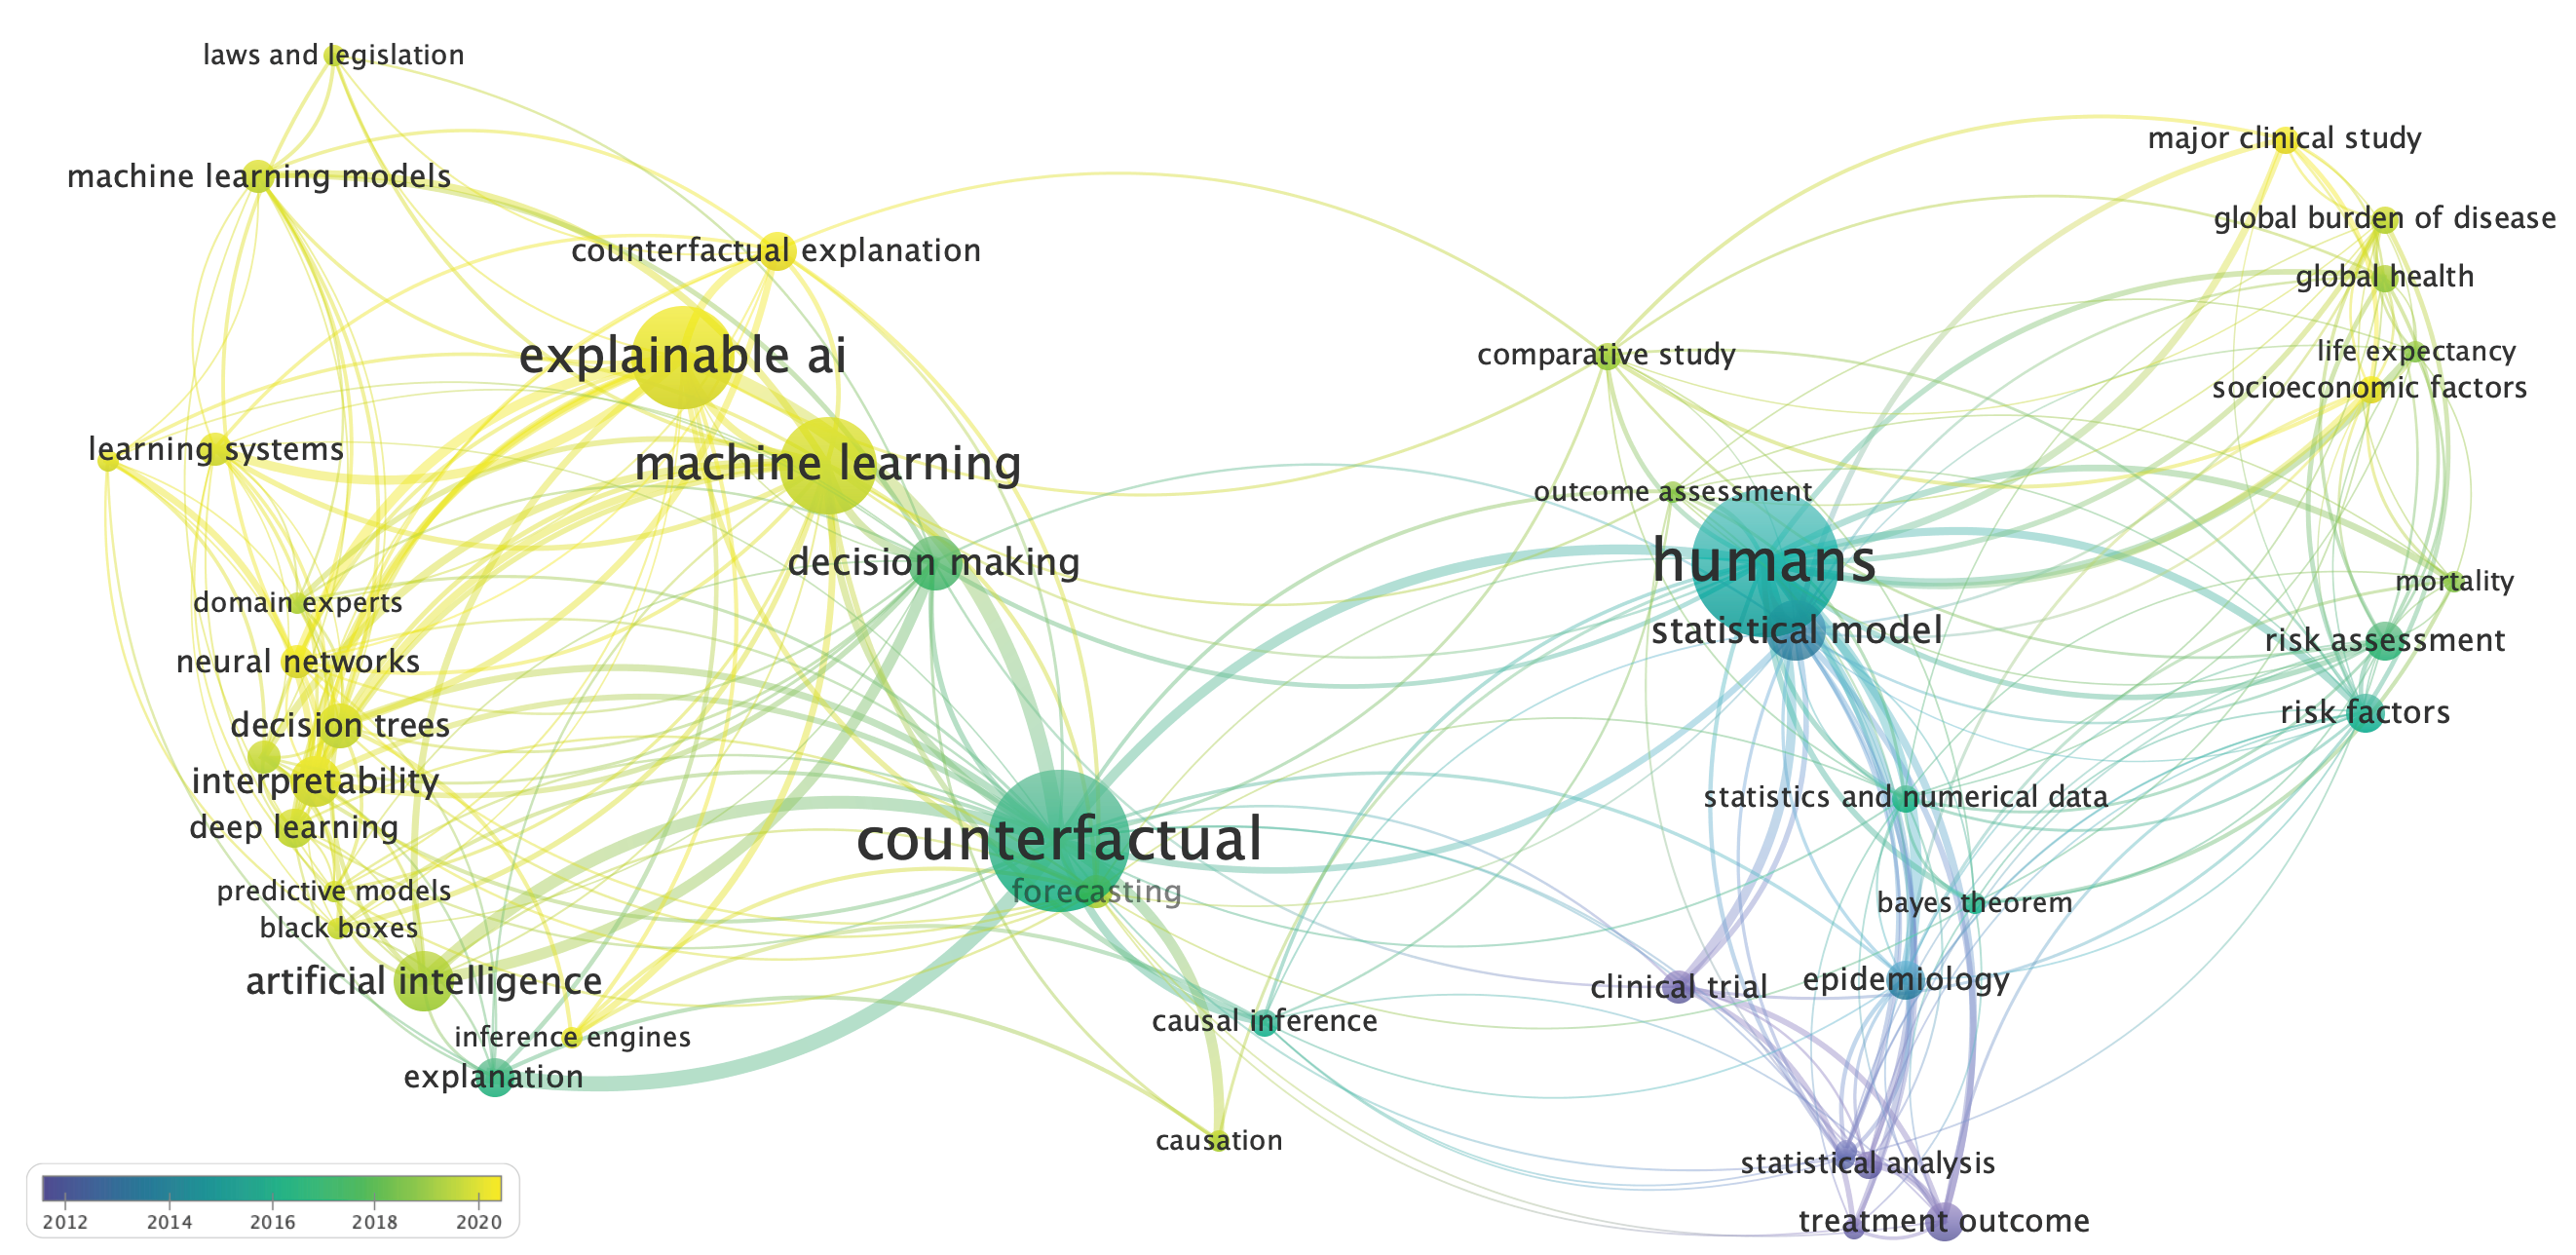 laws and legislation
machine learning models
counterfactual explanation
explainable ai
machine learning
learning systems
decision making
domain experts
neural networks
decision trees
interpretability
deep learning
predictive models
black boxes
artificial intelligence
inference engines
explanation
counterfactual
forecasting
causal inference
causation
comparative study
outcome assessment
humans
statistical model
statistics and numerical data
bayes theorem
clinical trial
epidemiology
statistical analysis
treatment outcome
major clinical study
global burden of disease
global health
life expectancy
socioeconomic factors
mortality
risk assessment
risk factors
2012 2014 2016 2018 2020